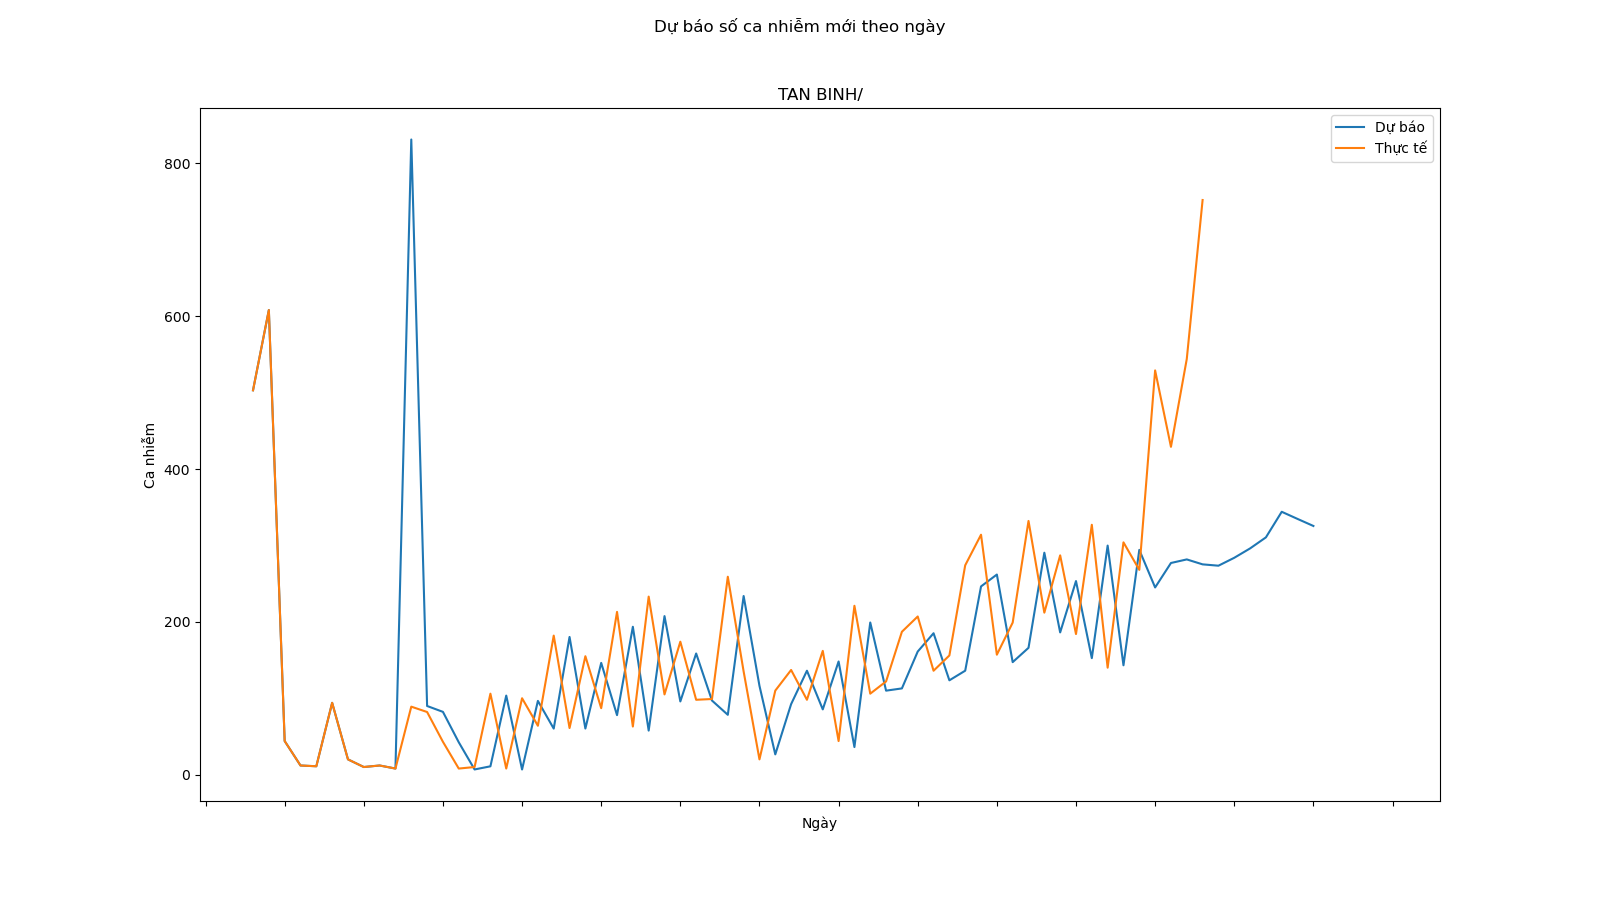 Dự báo số ca nhiễm mới theo ngày
TAN BINH/
Dự báo
Thực tế
800
600
400
200
0
Ca nhiễm
Ngày